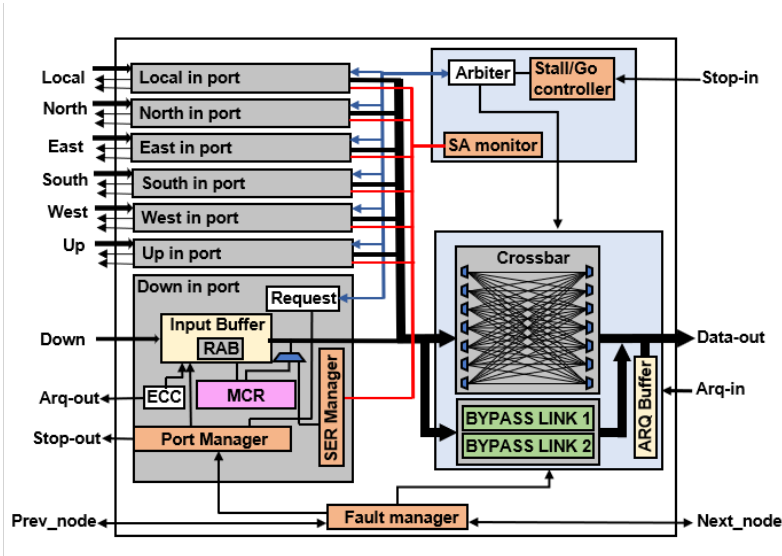 Local
North
East
South
West
Up
Down
Arq-out
Stop-out
Prev_node
Local in port
North in port
East in port
South in port
West in port
Up in port
Down in port
Request
Input Buffer
RAB
MCR
ECC
Port Manager
SER Manager
Fault manager
Arbiter
Stall/Go
controller
SA monitor
Crossbar
BYPASS LINK 1
BYPASS LINK 2
ARQ Buffer
Stop-in
Data-out
Arq-in
Next_node